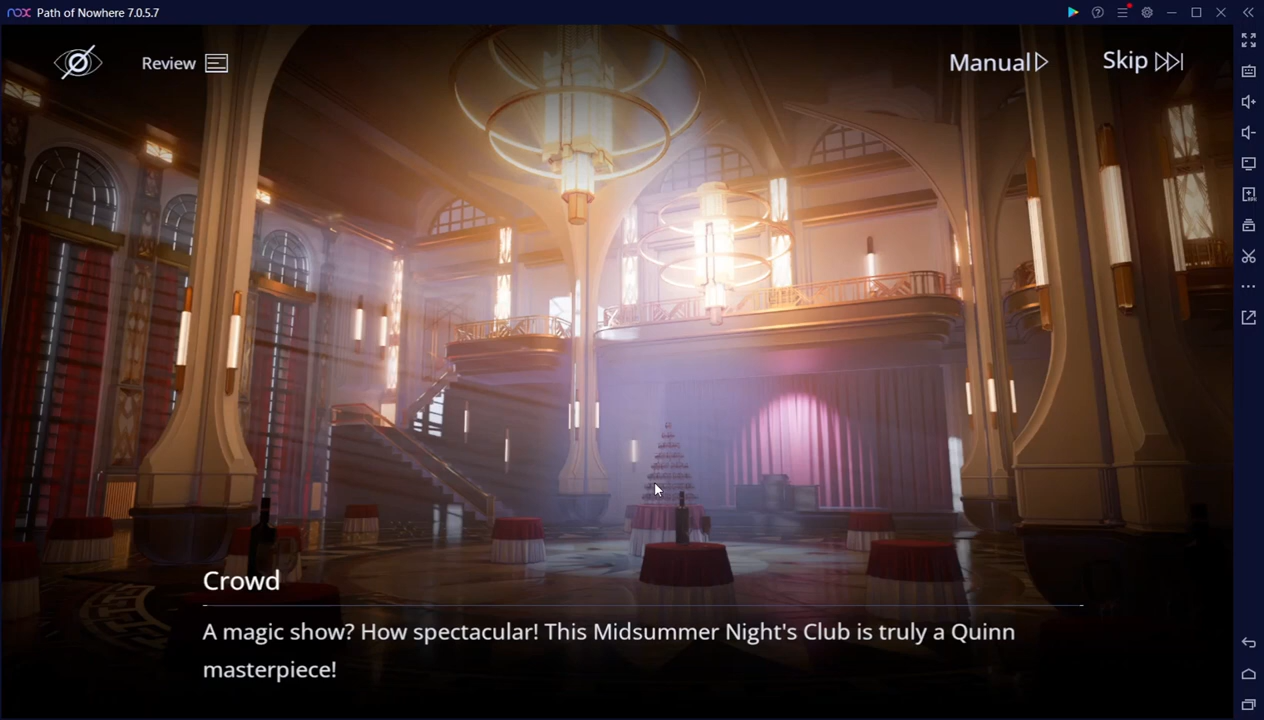 nox Path of Nowhere 7.0.5.7
Review
Manual
Skip
Crowd
A magic show? How spectacular! This Midsummer Night's Club is truly a Quinn
masterpiece!